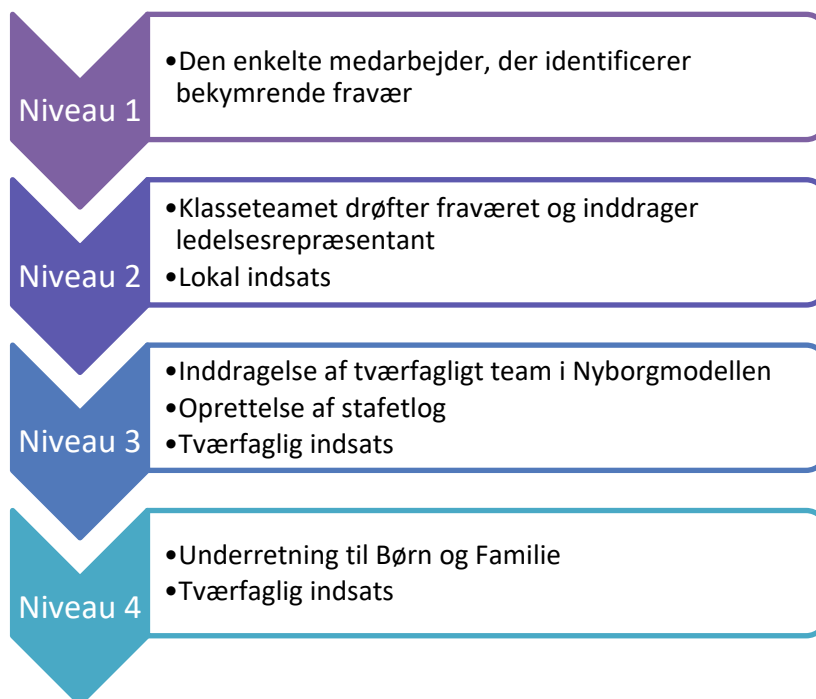 Niveau 1
•Den enkelte medarbejder, der identificerer
bekymrende fravær
Niveau 2
•Klasseteamet drøfter fraværet og inddrager
ledelsesrepræsentant
•Lokal indsats
Niveau 3
•Inddragelse af tværfagligt team i Nyborgmodellen
•Oprettelse af stafetlog
•Tværfaglig indsats
Niveau 4
•Underretning til Børn og Familie
•Tværfaglig indsats